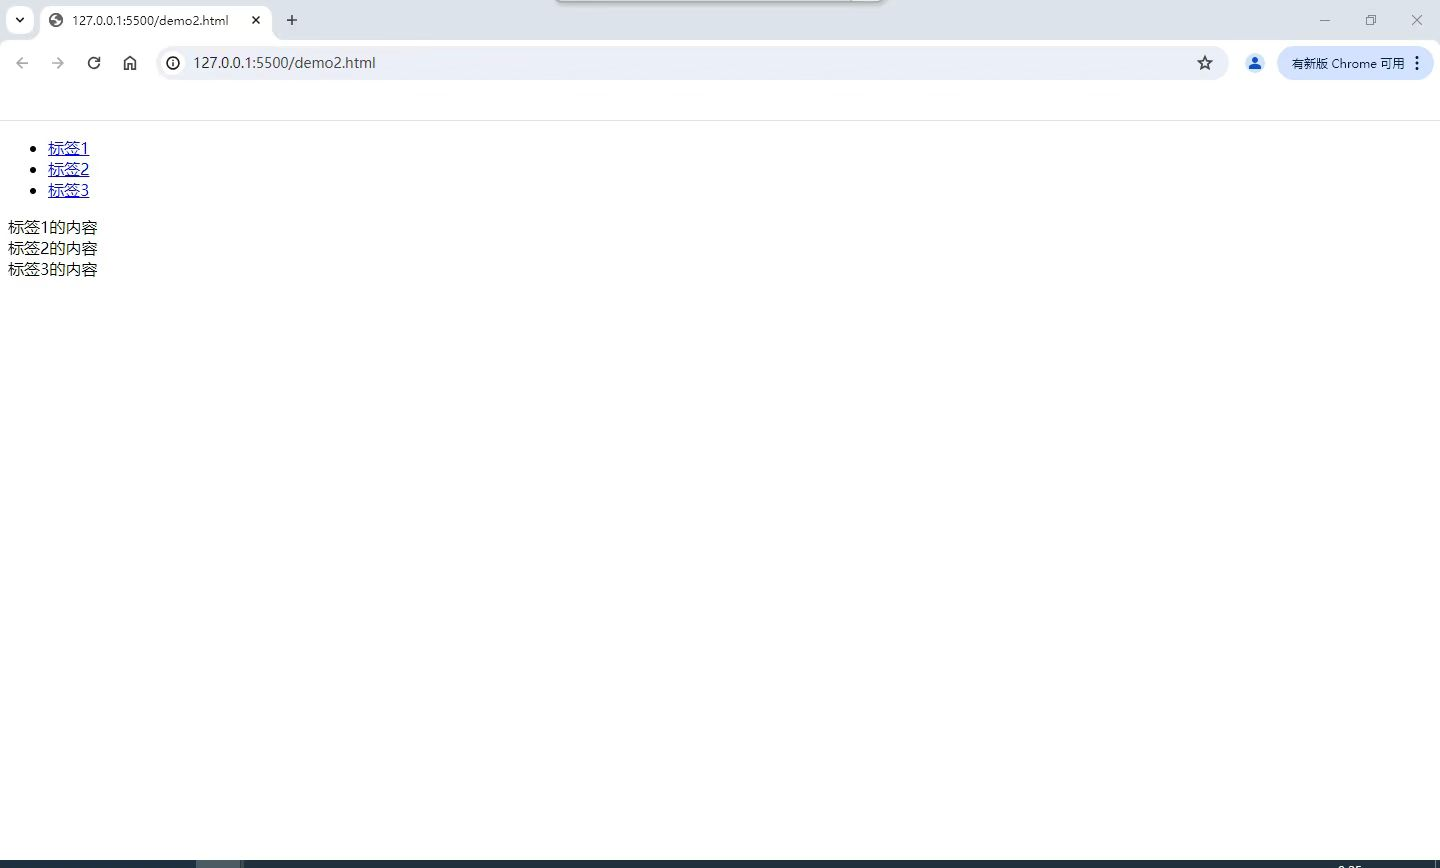 127.0.0.1:5500/demo2.html
127.0.0.1:5500/demo2.html
有新版 Chrome 可用
标签1
标签2
标签3
标签1的内容
标签2的内容
标签3的内容